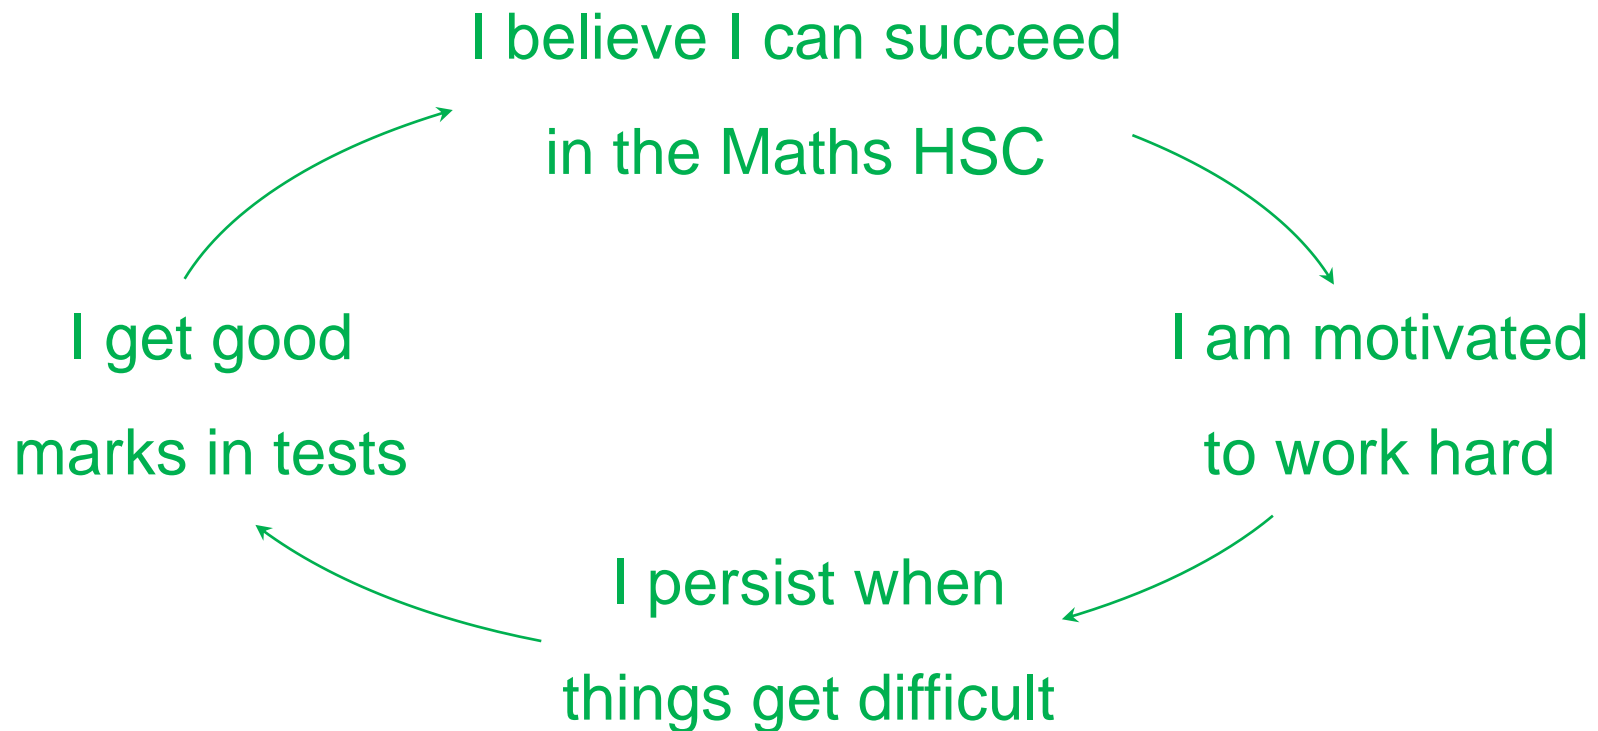 I believe I can succeed
in the Maths HSC
I am motivated
to work hard
I persist when
things get difficult
I get good
marks in tests